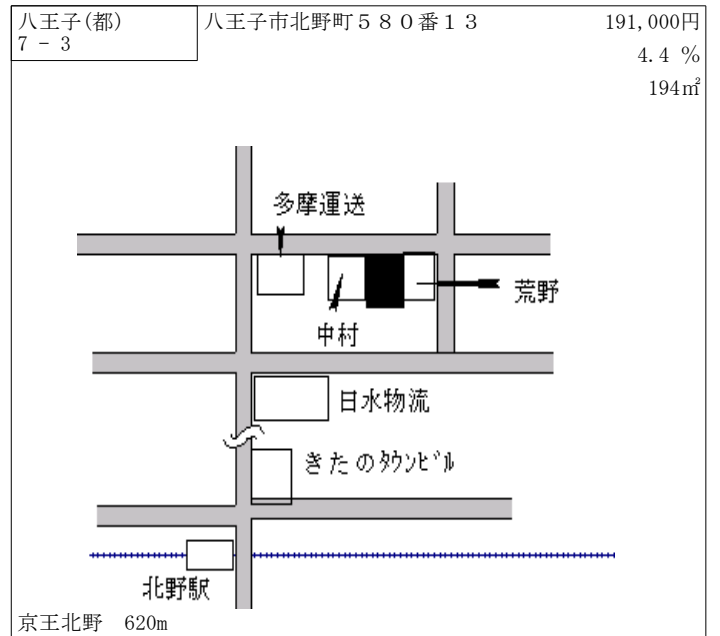 八王子(都)
7 - 3
八王子市北野町５８０番１３
191,000円
4.4 %
194㎡
多摩運送
荒野
中村
日水物流
きたのﾀｳﾝﾋﾞﾙ
北野駅
京王北野 620m